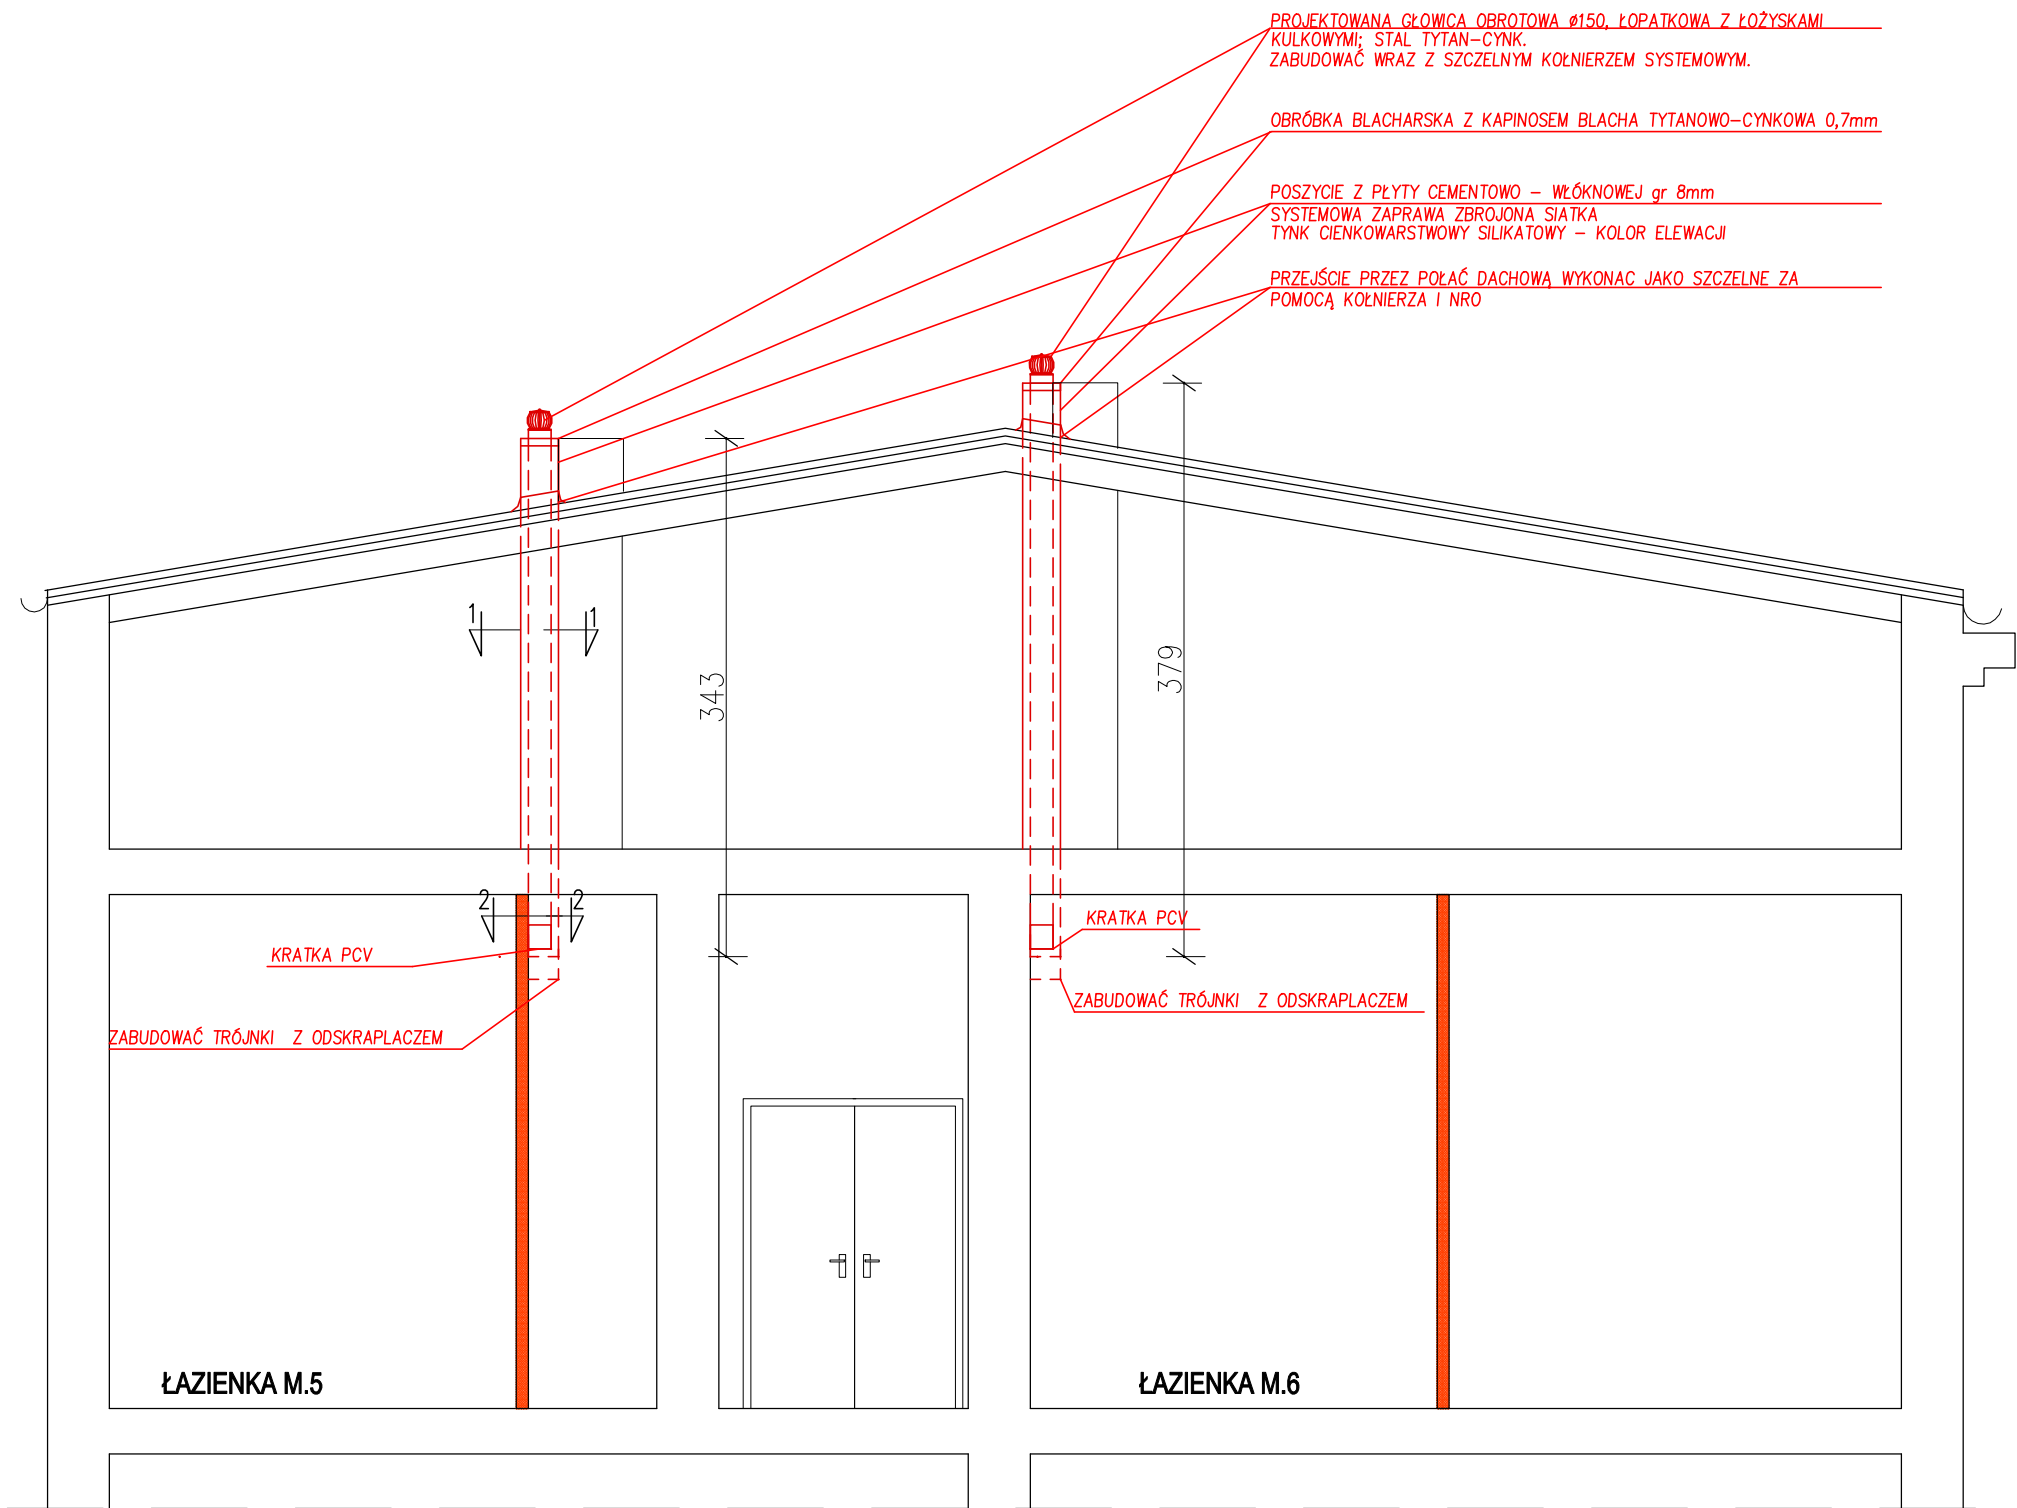 PROJEKTOWANA GŁOWICA OBROTOWA ø150, ŁOPATKOWA Z ŁOŻYSKAMI
KULKOWYMI; STAL TYTAN-CYNK.
ZABUDOWAĆ WRAZ Z SZCZELNYM KOŁNIERZEM SYSTEMOWYM.
OBRÓBKA BLACHARSKA Z KAPINOSEM BLACHA TYTANOWO-CYNKOWA 0,7mm
POSZYCIE Z PŁYTY CEMENTOWO - WŁÓKNOWEJ gr 8mm
SYSTEMOWA ZAPRAWA ZBROJONA SIATKA
TYNK CIENKOWARSTWOWY SILIKATOWY - KOLOR ELEWACJI
PRZEJŚCIE PRZEZ POŁAĆ DACHOWĄ WYKONAC JAKO SZCZELNE ZA
POMOCĄ KOŁNIERZA I NRO
1 1
343
379
2 2
KRATKA PCV
KRATKA PCV
ZABUDOWAĆ TRÓJNKI Z ODSKRAPLACZEM
ZABUDOWAĆ TRÓJNKI Z ODSKRAPLACZEM
ŁAZIENKA M.5
ŁAZIENKA M.6